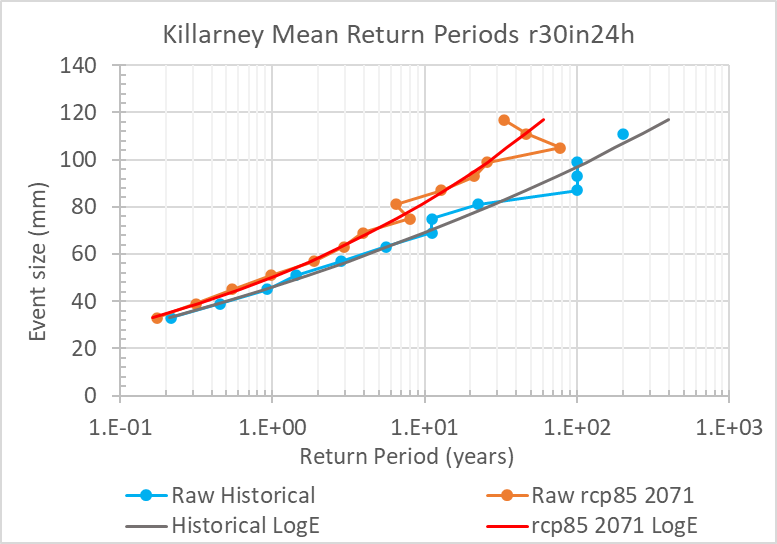 Killarney Mean Return Periods r30in24h
140
120
100
80
60
40
20
0
Event size (mm)
1.E-01 1.E+00 1.E+01 1.E+02 1.E+03
Return Period (years)
Raw Historical Raw rcp85 2071
Historical LogE rcp85 2071 LogE